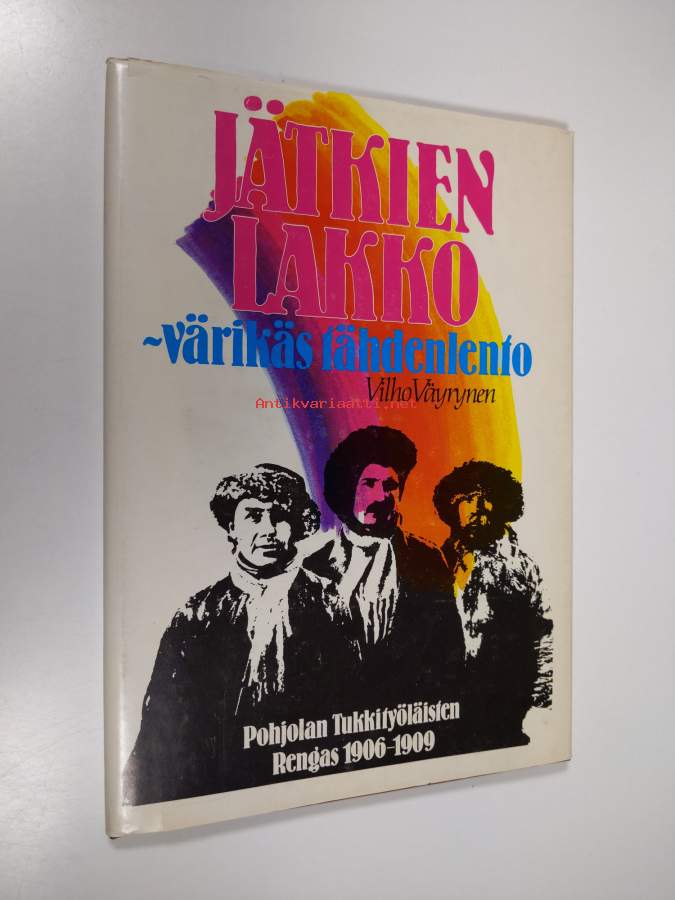 JÄTKIEN
LAKKO
~värikäs tähdenlento
Vilho Väyrynen
Antikvariaatti.net
Pohjolan Tukkityöläisten
Rengas 1906-1909